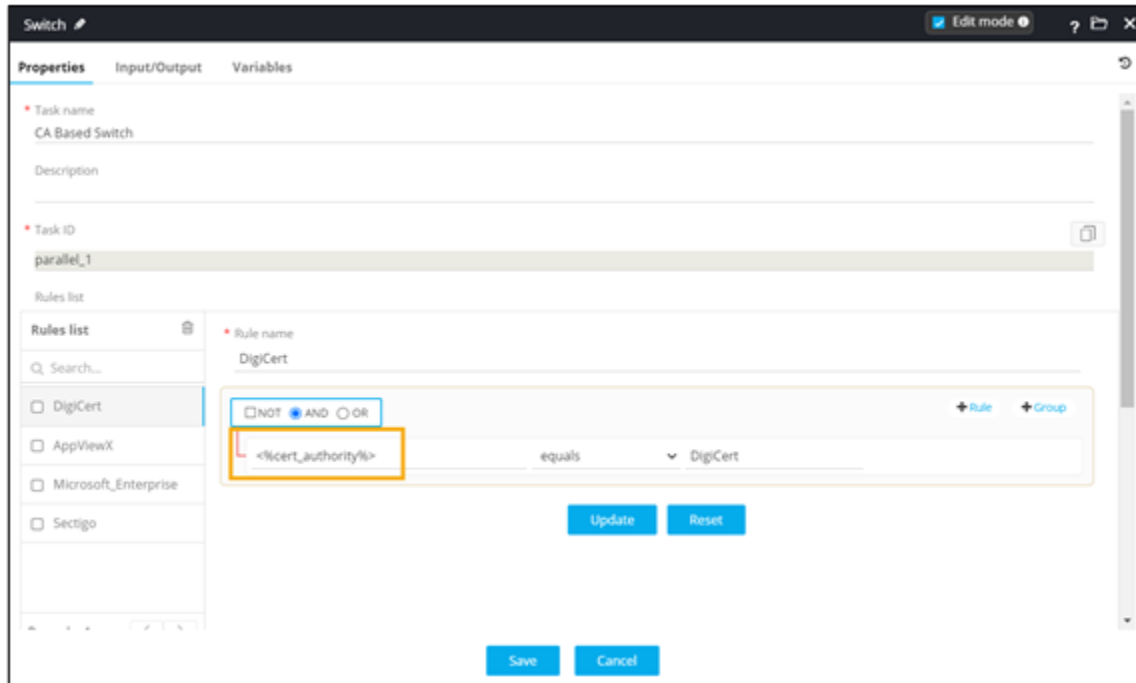 Switch
Edit mode
?
Properties Input/Output Variables
* Task name
CA Based Switch
Description
* Task ID
parallel_1
Rules list
Rules list
Search...
DigiCert
AppViewX
Microsoft_Enterprise
Sectigo
* Rule name
DigiCert
NOT AND OR
+Rule +Group
<%cert_authority%> equals DigiCert
Update Reset
Save Cancel